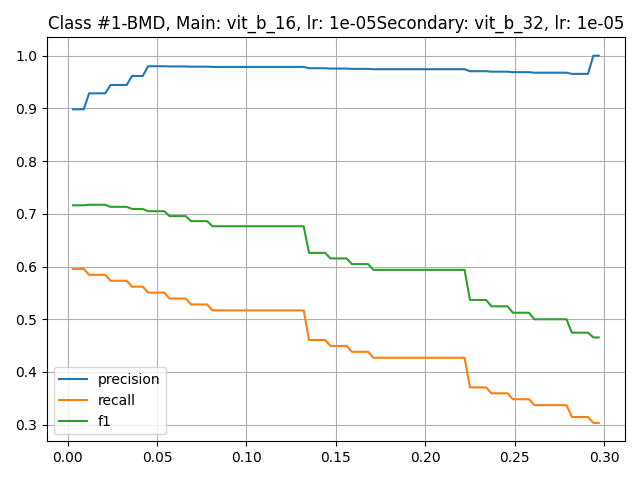 Class #1-BMD, Main: vit_b_16, lr: 1e-05Secondary: vit_b_32, lr: 1e-05
1.0
0.9
0.8
0.7
0.6
0.5
0.4
0.3
precision
recall
f1
0.00 0.05 0.10 0.15 0.20 0.25 0.30